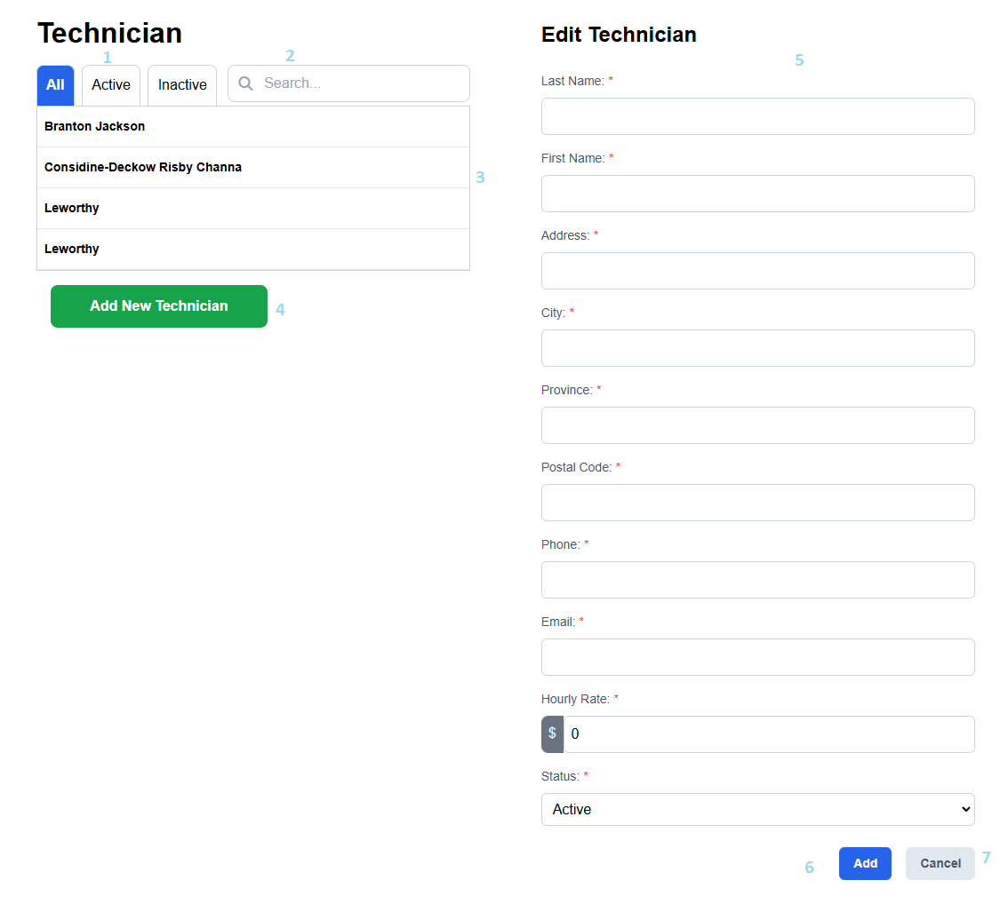 Technician
1
2
All
Active
Inactive
Search...
Branton Jackson
Considine-Deckow Risby Channa
3
Leworthy
Leworthy
Add New Technician
4
Edit Technician
5
Last Name: *
First Name: *
Address: *
City: *
Province: *
Postal Code: *
Phone: *
Email: *
Hourly Rate: *
$ 0
Status: *
Active
6
Add
Cancel
7